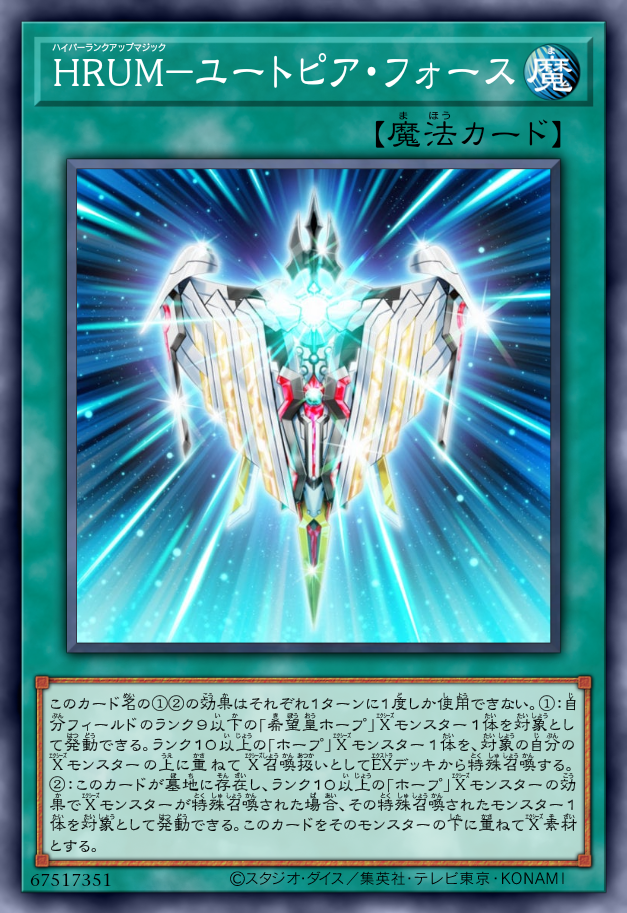 ハイパーランクアップマジック
HRUM－ユートピア・フォース 魔
【魔法カード】
このカード名の①②の効果はそれぞれ1ターンに1度しか使用できない。①：自
分フィールドのランク9以下の「希望皇ホープ」Xモンスター1体を対象とし
て発動できる。ランク10以上の「ホープ」Xモンスター1体を、対象の自分の
Xモンスターの上に重ねてX召喚扱いとしてEXデッキから特殊召喚する。
②：このカードが墓地に存在し、ランク10以上の「ホープ」Xモンスターの効
果でXモンスターが特殊召喚された場合、その特殊召喚されたモンスター1
体を対象として発動できる。このカードをそのモンスターの下に重ねてX素材
とする。
67517351 ©スタジオ・ダイス／集英社・テレビ東京・KONAMI